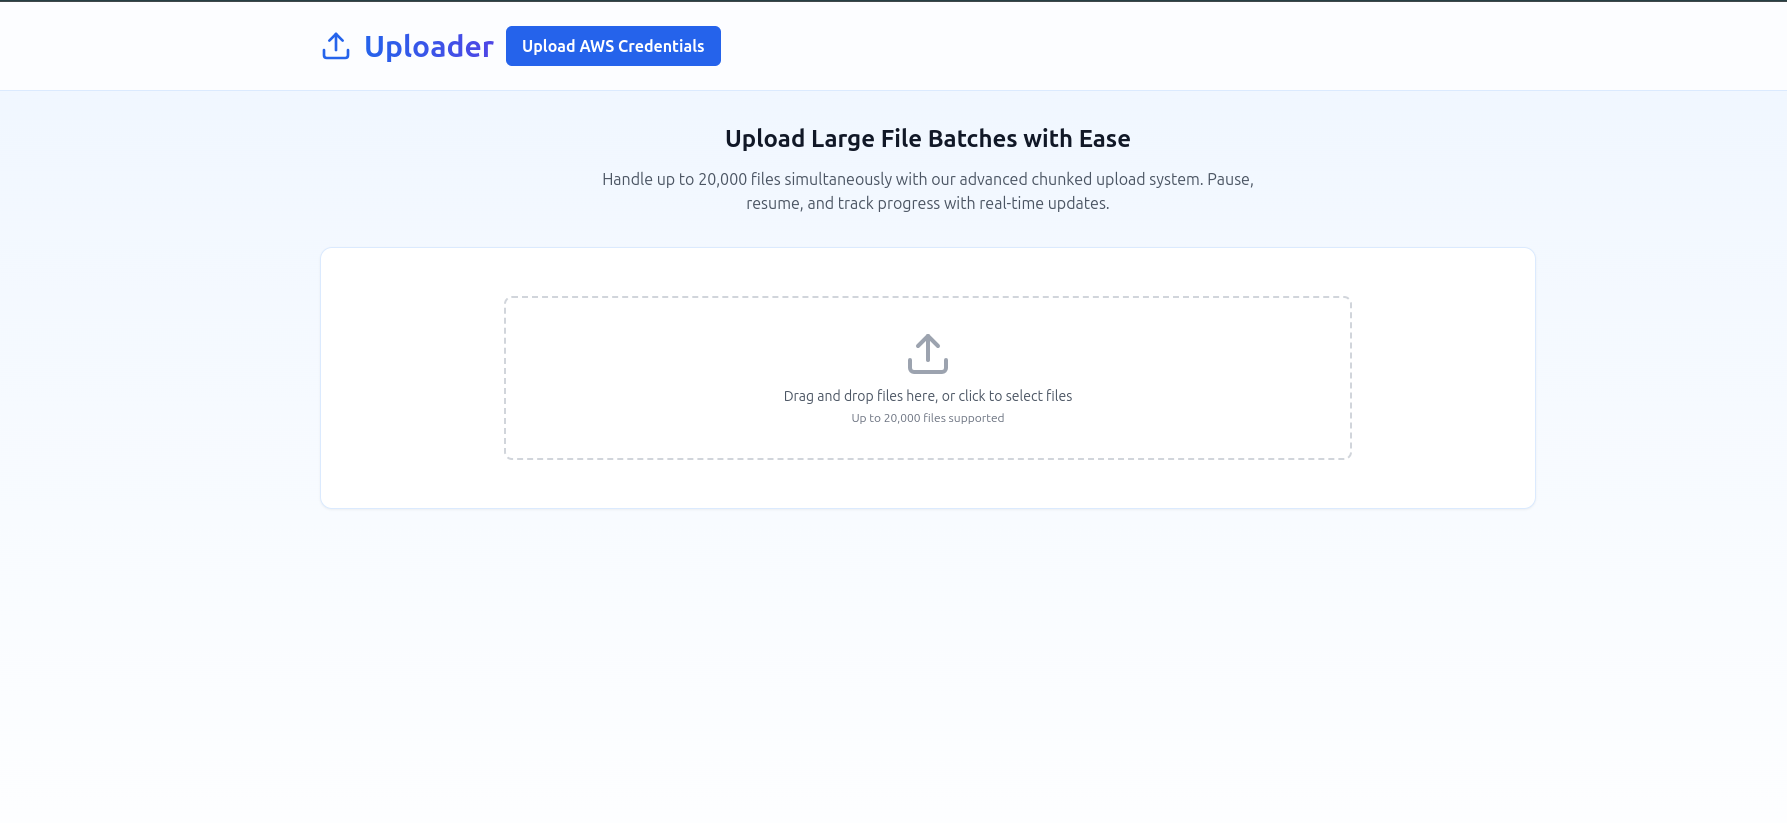 Uploader
Upload AWS Credentials
Upload Large File Batches with Ease
Handle up to 20,000 files simultaneously with our advanced chunked upload system. Pause,
resume, and track progress with real-time updates.
Drag and drop files here, or click to select files
Up to 20,000 files supported